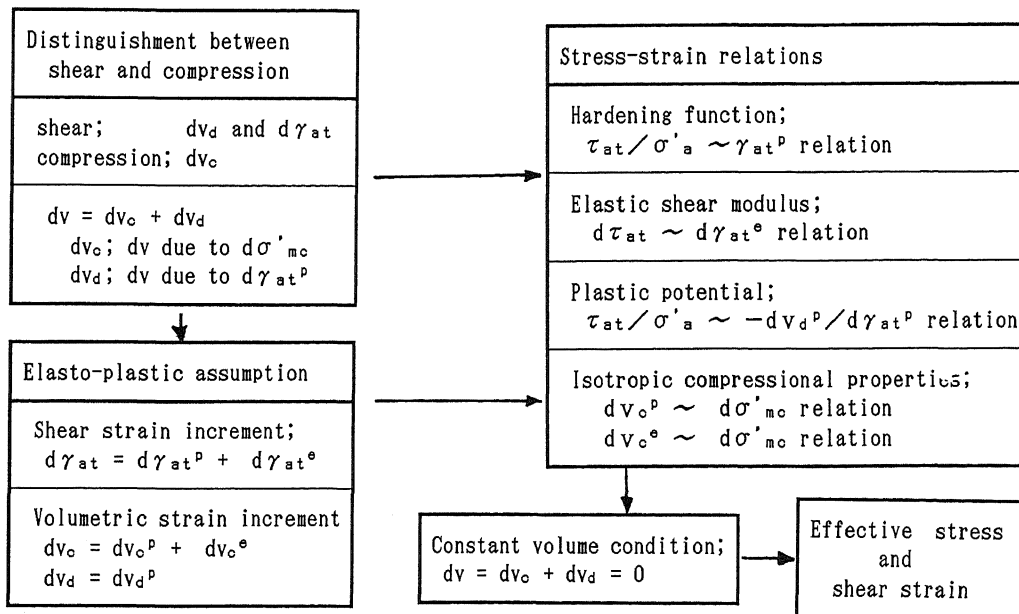 Distinguishment between
shear and compression
shear; dv_d and dγ_at
compression; dv_c
dv = dv_c + dv_d
dv_c; dv due to dσ'_mc
dv_d; dv due to dγ_at^p
Elasto-plastic assumption
Shear strain increment;
dγ_at = dγ_at^p + dγ_at^e
Volumetric strain increment
dv_c = dv_c^p + dv_c^e
dv_d = dv_d^p
Stress-strain relations
Hardening function;
τ_at/σ'_a ~ γ_at^p relation
Elastic shear modulus;
dτ_at ~ dγ_at^e relation
Plastic potential;
τ_at/σ'_a ~ -dv_d^p/dγ_at^p relation
Isotropic compressional properties;
dv_c^p ~ dσ'_mc relation
dv_c^e ~ dσ'_mc relation
Constant volume condition;
dv = dv_c + dv_d = 0
Effective stress
and
shear strain